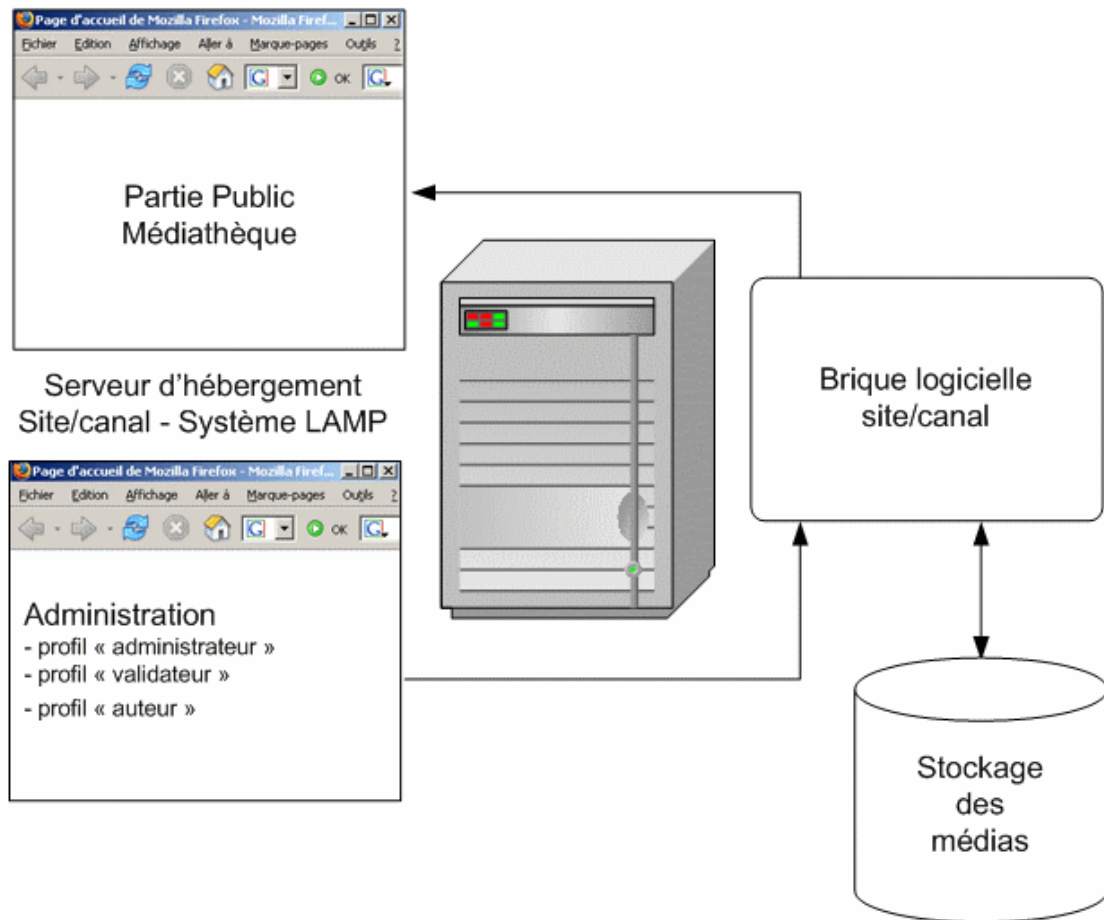 Page d'accueil de Mozilla Firefox - Mozilla Firef...
Fichier Edition Affichage Aller à Marque-pages Outils ?
G OK G
Partie Public
Médiathèque
Serveur d'hébergement
Site/canal - Système LAMP
Page d'accueil de Mozilla Firefox - Mozilla Firef...
Fichier Edition Affichage Aller à Marque-pages Outils ?
G OK G
Administration
- profil « administrateur »
- profil « validateur »
- profil « auteur »
Brique logicielle
site/canal
Stockage
des
médias